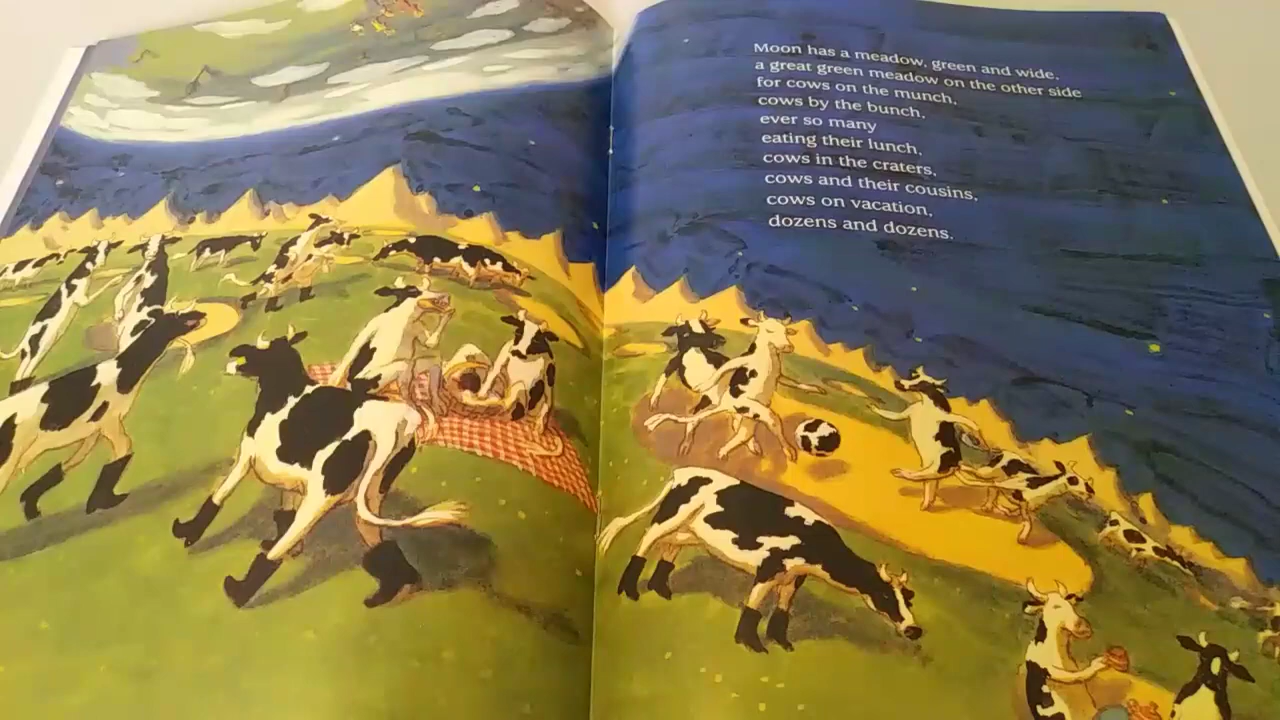 Moon has a meadow, green and wide,
a great green meadow on the other side
for cows on the munch,
cows by the bunch,
ever so many
eating their lunch,
cows in the craters,
cows and their cousins,
cows on vacation,
dozens and dozens.